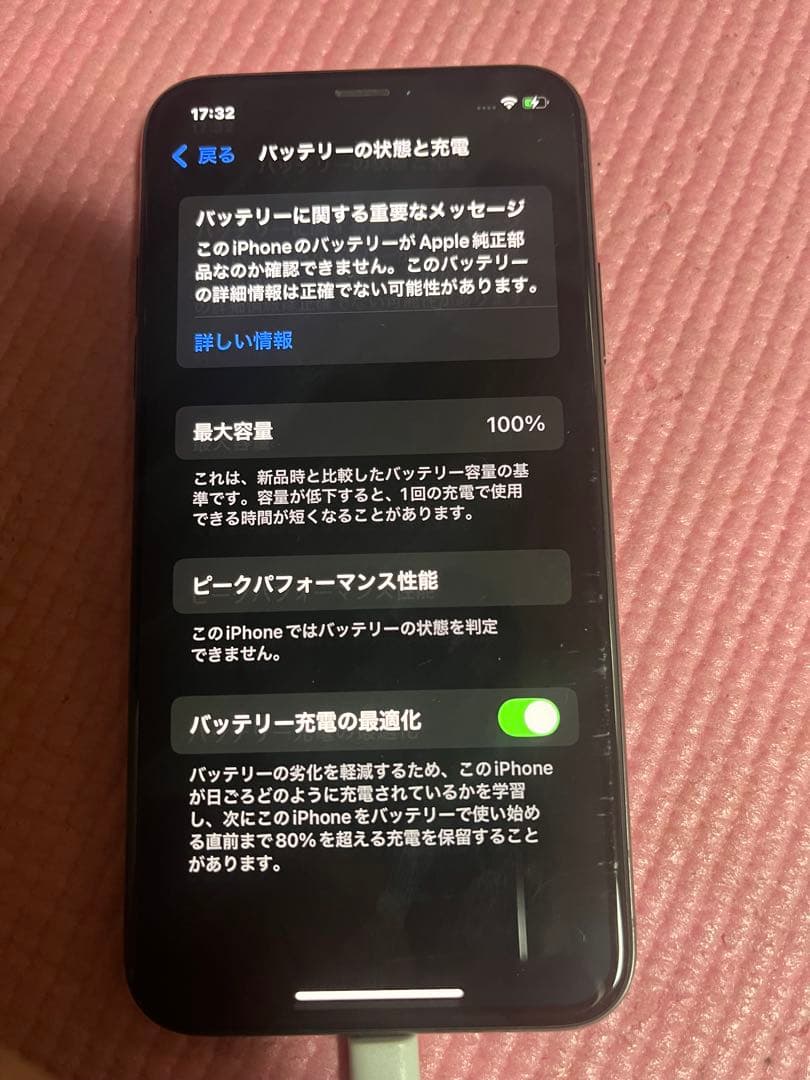 17:32
戻る バッテリーの状態と充電
バッテリーに関する重要なメッセージ
このiPhoneのバッテリーがApple純正部
品なのか確認できません。このバッテリー
の詳細情報は正確でない可能性があります。
詳しい情報
最大容量 100%
これは、新品時と比較したバッテリー容量の基
準です。容量が低下すると、1回の充電で使用
できる時間が短くなることがあります。
ピークパフォーマンス性能
このiPhoneではバッテリーの状態を判定
できません。
バッテリー充電の最適化
バッテリーの劣化を軽減するため、このiPhone
が日ごろどのように充電されているかを学習
し、次にこのiPhoneをバッテリーで使い始め
る直前まで80%を超える充電を保留すること
があります。